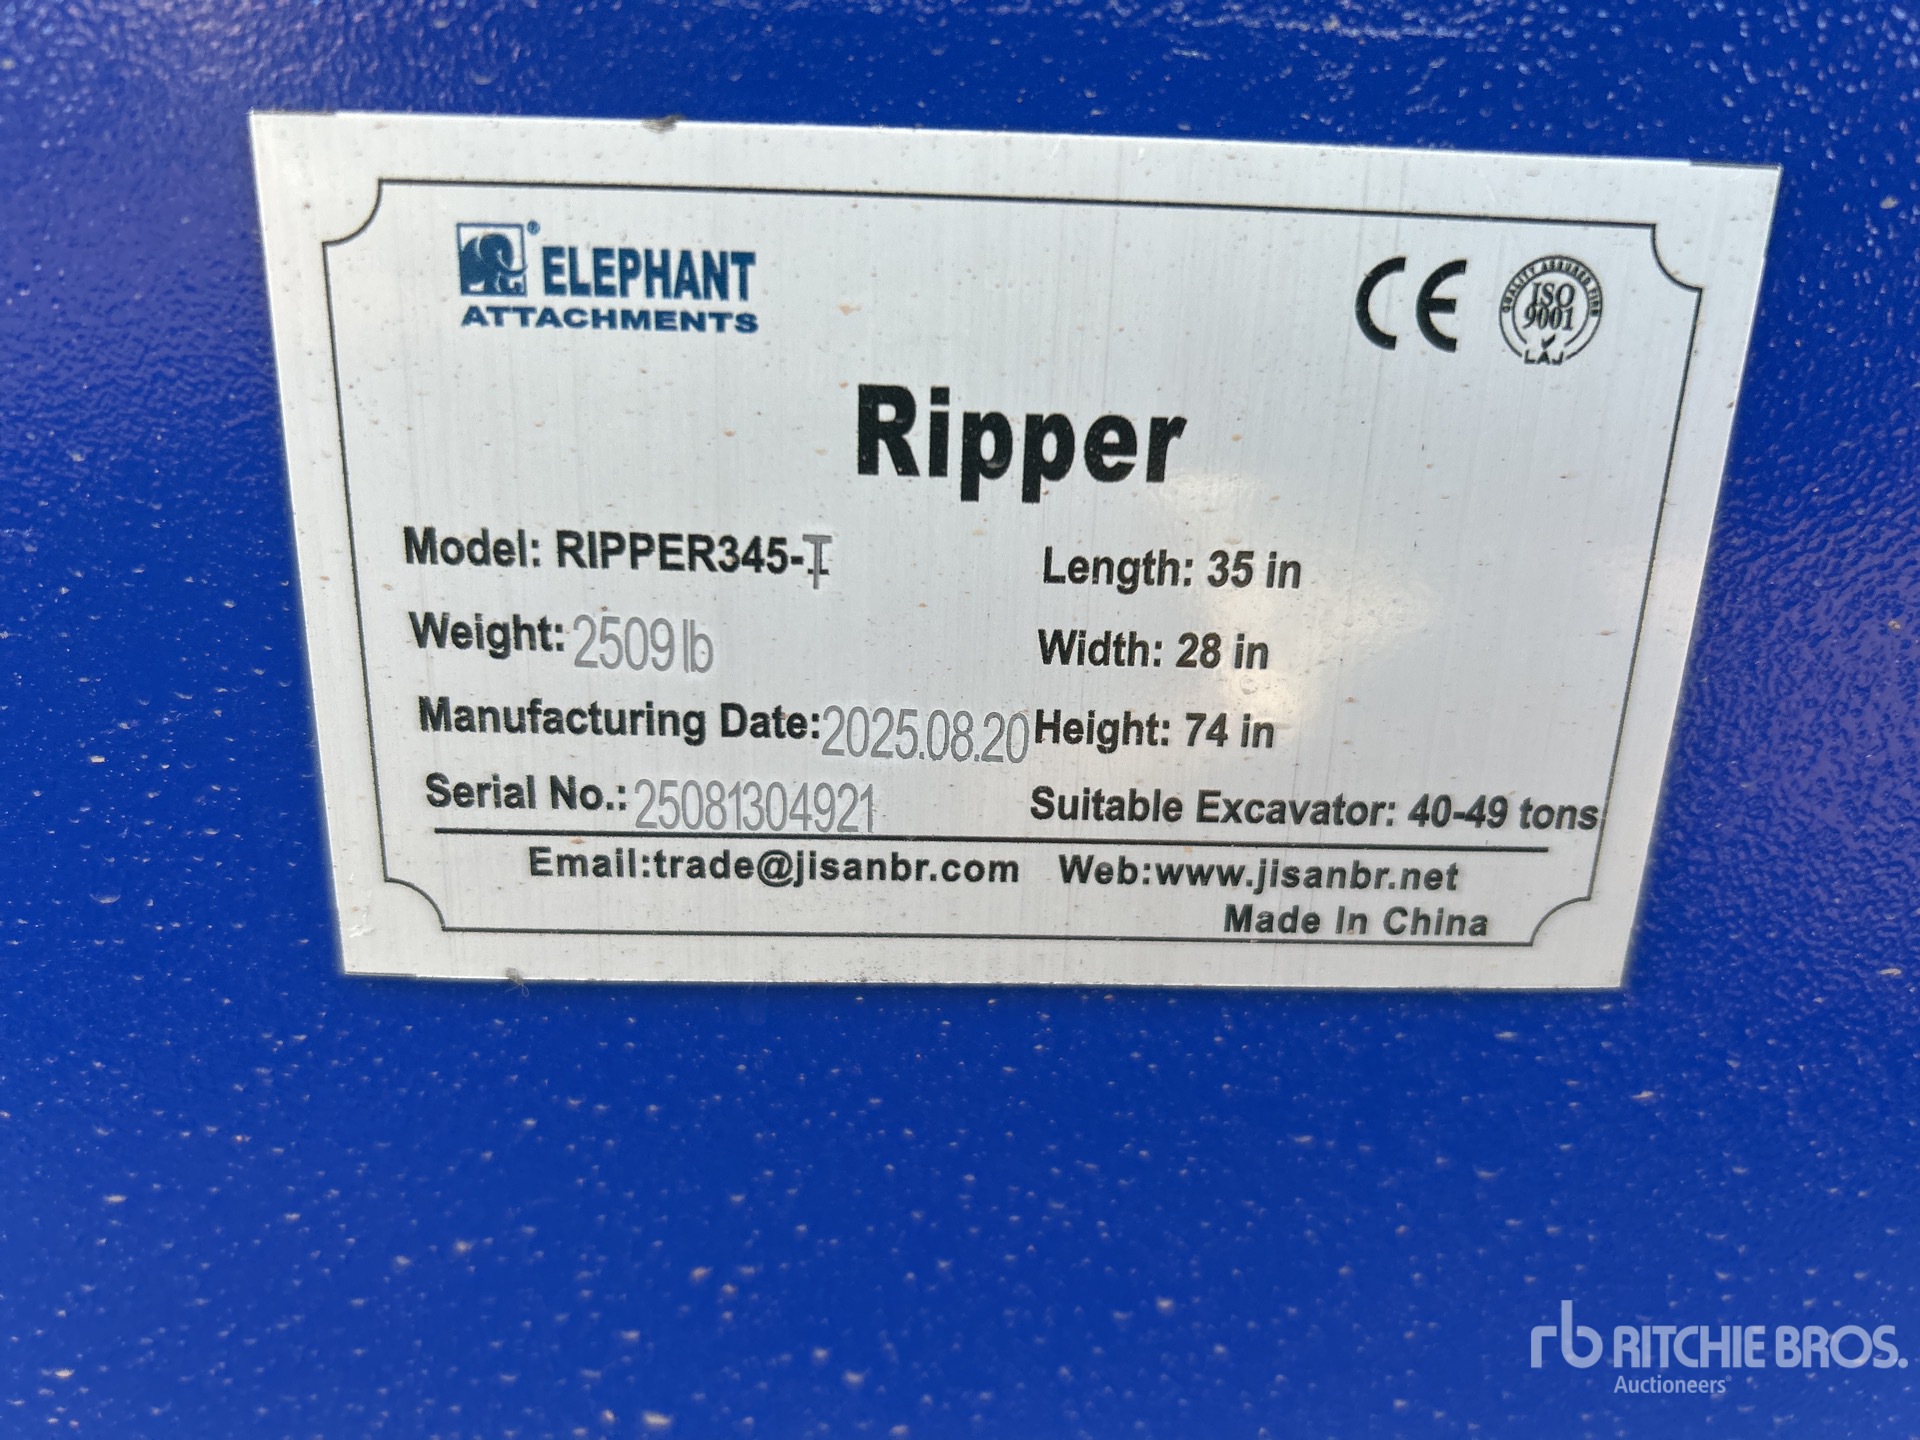 ELEPHANT®
ATTACHMENTS
CE
QUALITY ASSURED FIRM
ISO
9001
LAJ
Ripper
Model: RIPPER345-
Length: 35 in
Weight: 2509 lb
Width: 28 in
Manufacturing Date: 2025.08.20
Height: 74 in
Serial No.: 25081304921
Suitable Excavator: 40-49 tons
Email:trade@jisanbr.com Web:www.jisanbr.net
Made In China
rb RITCHIE BROS.
Auctioneers